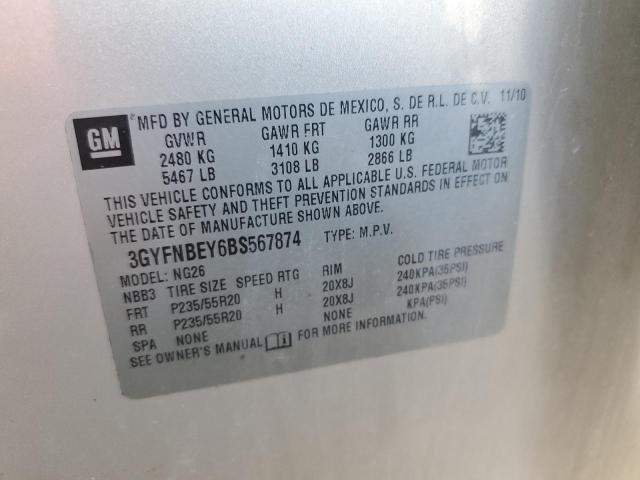 GM
MFD BY GENERAL MOTORS DE MEXICO, S. DE R.L. DE C.V. 11/10
GVWR GAWR FRT GAWR RR
2480 KG 1410 KG 1300 KG
5467 LB 3108 LB 2866 LB
THIS VEHICLE CONFORMS TO ALL APPLICABLE U.S. FEDERAL MOTOR
VEHICLE SAFETY AND THEFT PREVENTION STANDARDS IN EFFECT ON
THE DATE OF MANUFACTURE SHOWN ABOVE.
3GYFNBEY6BS567874 TYPE: M.P.V.
MODEL: NG26
NBB3 TIRE SIZE SPEED RTG RIM COLD TIRE PRESSURE
FRT P235/55R20 H 20X8J 240KPA(35PSI)
RR P235/55R20 H 20X8J 240KPA(35PSI)
SPA NONE NONE KPA(PSI)
SEE OWNER'S MANUAL FOR MORE INFORMATION.